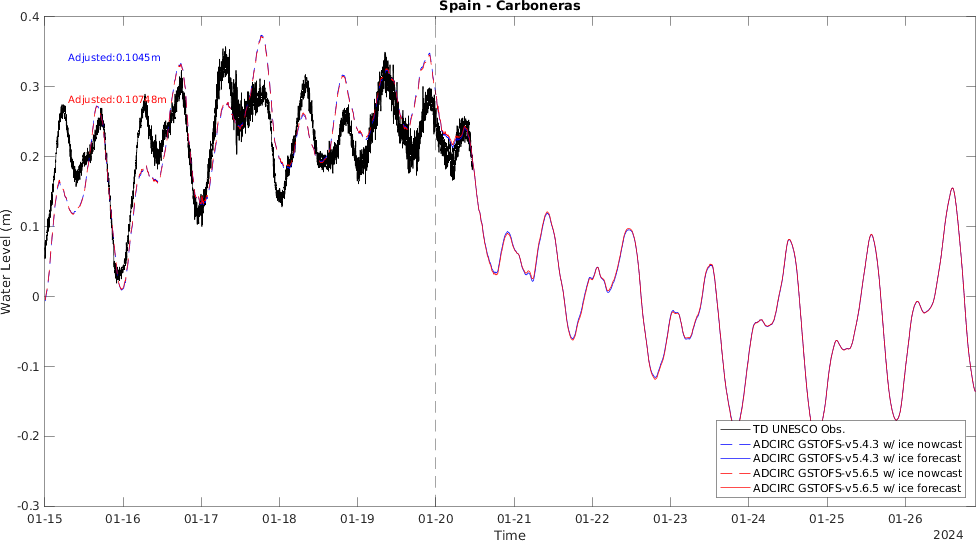 Spain - Carboneras
Adjusted:0.1045m
Adjusted:0.10748m
Water Level (m)
0.4
0.3
0.2
0.1
0
-0.1
-0.2
-0.3
TD UNESCO Obs.
ADCIRC GSTOFS-v5.4.3 w/ ice nowcast
ADCIRC GSTOFS-v5.4.3 w/ ice forecast
ADCIRC GSTOFS-v5.6.5 w/ ice nowcast
ADCIRC GSTOFS-v5.6.5 w/ ice forecast
01-15 01-16 01-17 01-18 01-19 01-20 01-21 01-22 01-23 01-24 01-25 01-26
Time
2024